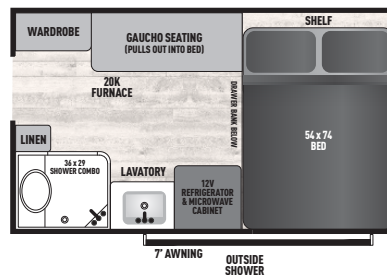 WARDROBE
GAUCHO SEATING
(PULLS OUT INTO BED)
SHELF
20K
FURNACE
DRAWER BANK BELOW
54 x 74
BED
LINEN
36 x 29
SHOWER COMBO
LAVATORY
12V
REFRIGERATOR
& MICROWAVE
CABINET
7' AWNING
OUTSIDE
SHOWER